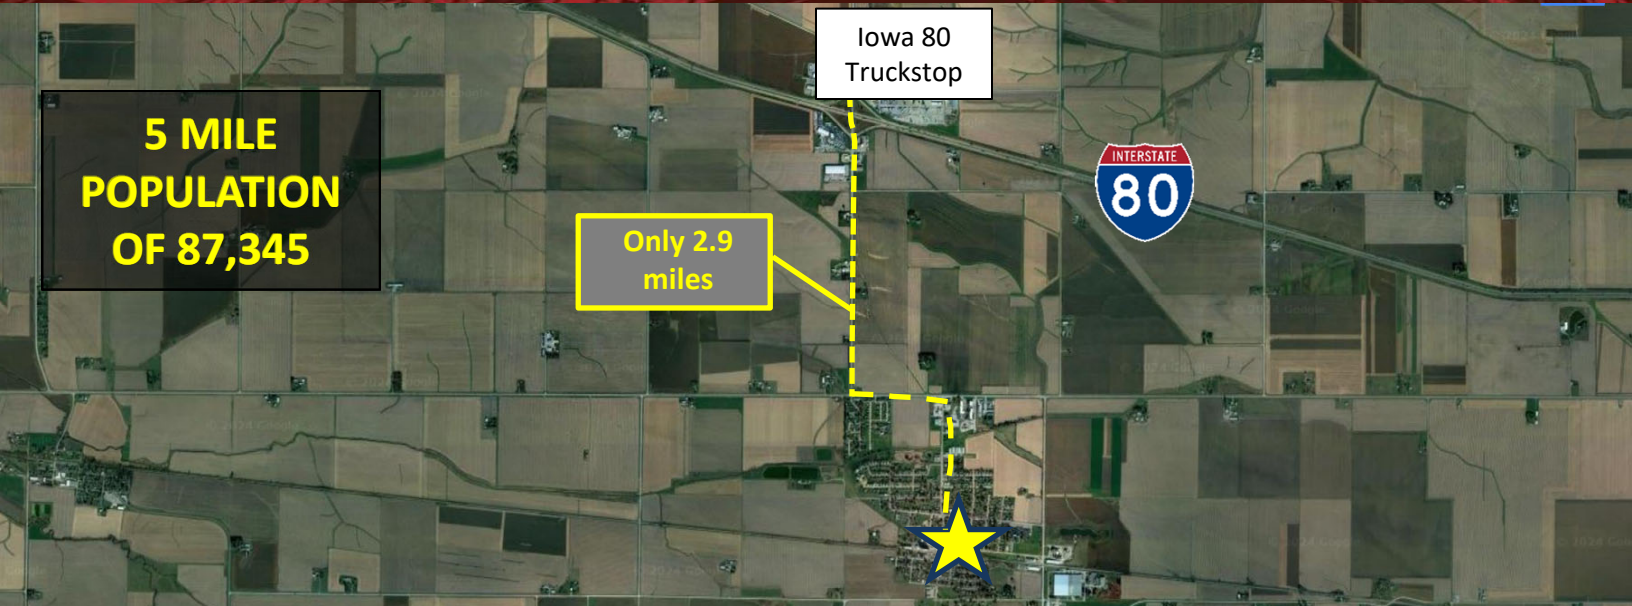 Iowa 80
Truckstop
5 MILE
POPULATION
OF 87,345
INTERSTATE
80
Only 2.9
miles